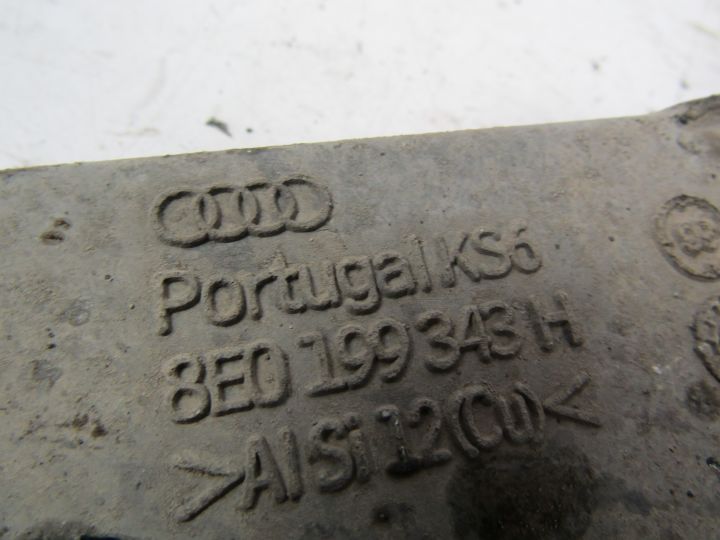 Portugal KS6
8E0 199 343 H
>AlSi12(Cu)<